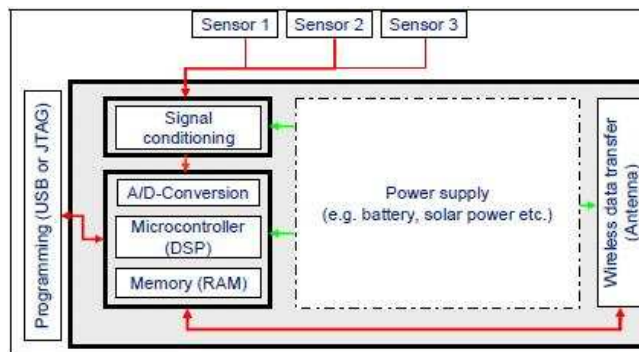 Sensor 1
Sensor 2
Sensor 3
Signal
conditioning
A/D-Conversion
Microcontroller
(DSP)
Memory (RAM)
Power supply
(e.g. battery, solar power etc.)
Programming (USB or JTAG)
Wireless data transfer
(Antenna)